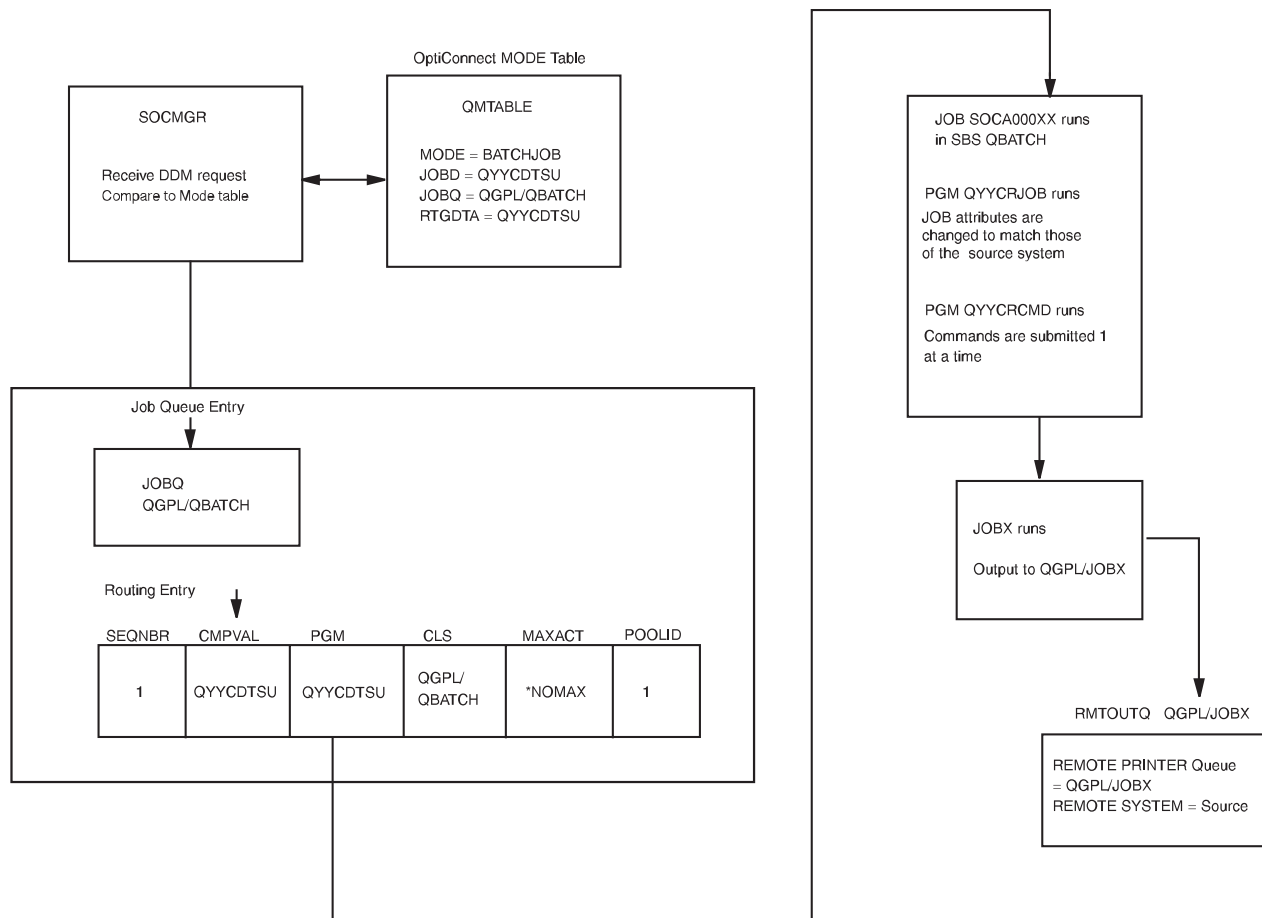 OptiConnect MODE Table
SOCMGR
Receive DDM request
Compare to Mode table
QMTABLE
MODE = BATCHJOB
JOBD = QYYCDTSU
JOBQ = QGPL/QBATCH
RTGDTA = QYYCDTSU
Job Queue Entry
JOBQ
QGPL/QBATCH
Routing Entry
SEQNBR CMPVAL PGM CLS MAXACT POOLID
1 QYYCDTSU QYYCDTSU QGPL/ *NOMAX 1
QBATCH
JOB SOCA000XX runs
in SBS QBATCH
PGM QYYCRJOB runs
JOB attributes are
changed to match those
of the source system
PGM QYYCRCMD runs
Commands are submitted 1
at a time
JOBX runs
Output to QGPL/JOBX
RMTOUTQ QGPL/JOBX
REMOTE PRINTER Queue
= QGPL/JOBX
REMOTE SYSTEM = Source